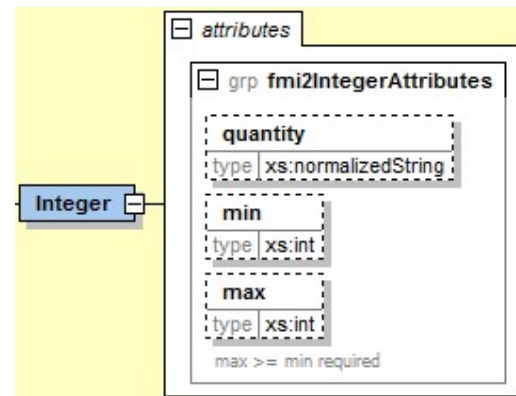 attributes
grp fmi2IntegerAttributes
quantity
type xs:normalizedString
Integer
min
type xs:int
max
type xs:int
max >= min required